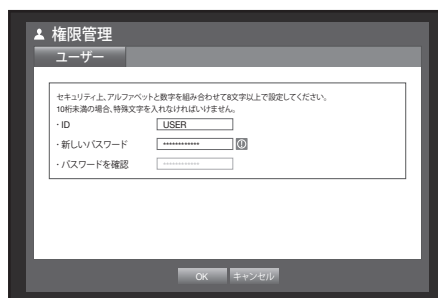 権限管理
ユーザー
セキュリティ上、アルファベットと数字を組み合わせて8文字以上で設定してください。
10桁未満の場合、特殊文字を入れなければいけません。
· ID USER
· 新しいパスワード ************
· パスワードを確認 ************
OK キャンセル